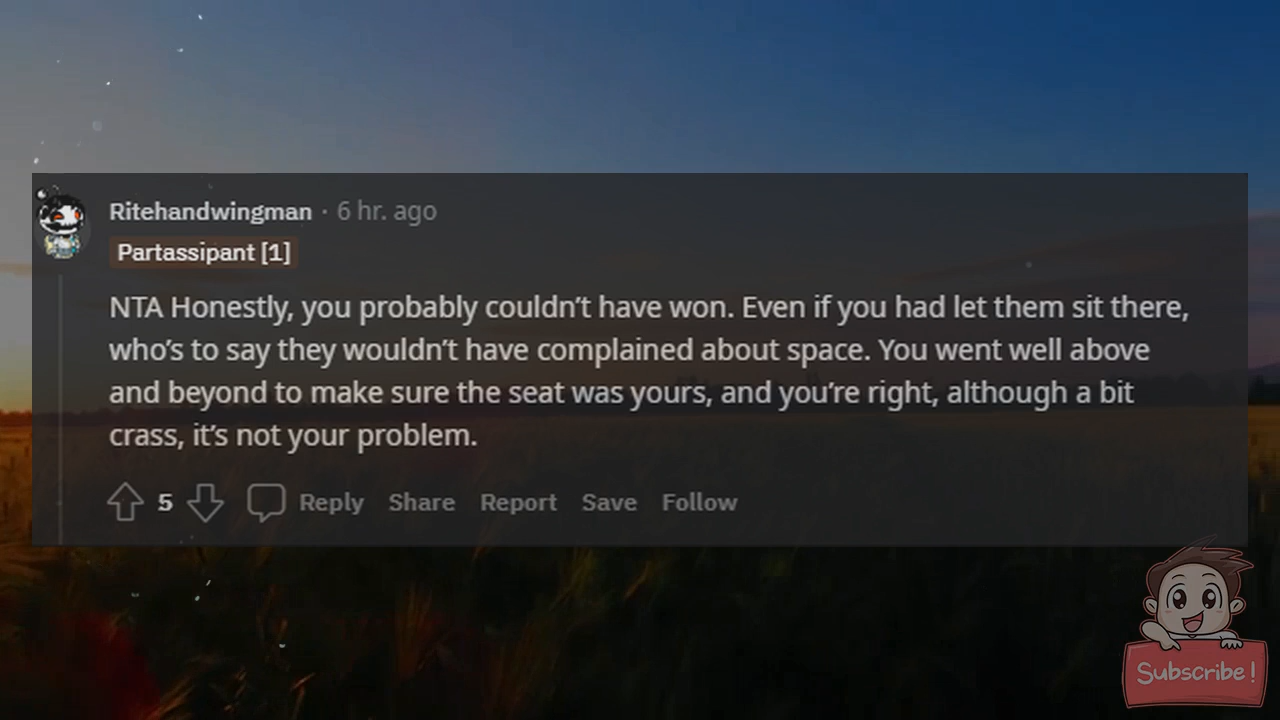 Ritehandwingman · 6 hr. ago
Partassipant [1]
NTA Honestly, you probably couldn’t have won. Even if you had let them sit there,
who’s to say they wouldn’t have complained about space. You went well above
and beyond to make sure the seat was yours, and you’re right, although a bit
crass, it’s not your problem.
5 Reply Share Report Save Follow
Subscribe!